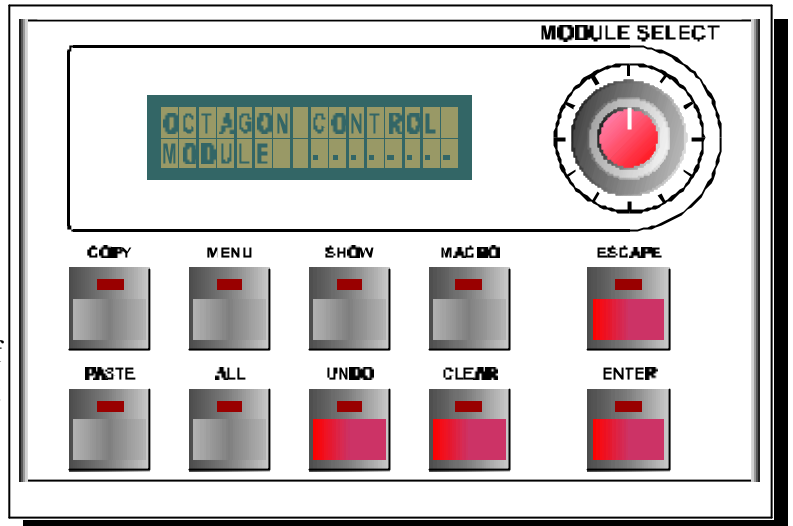 MODULE SELECT
OCTAGON CONTROL
MODULE .......
COPY MENU SHOW MACRO ESCAPE
PASTE ALL UNDO CLEAR ENTER